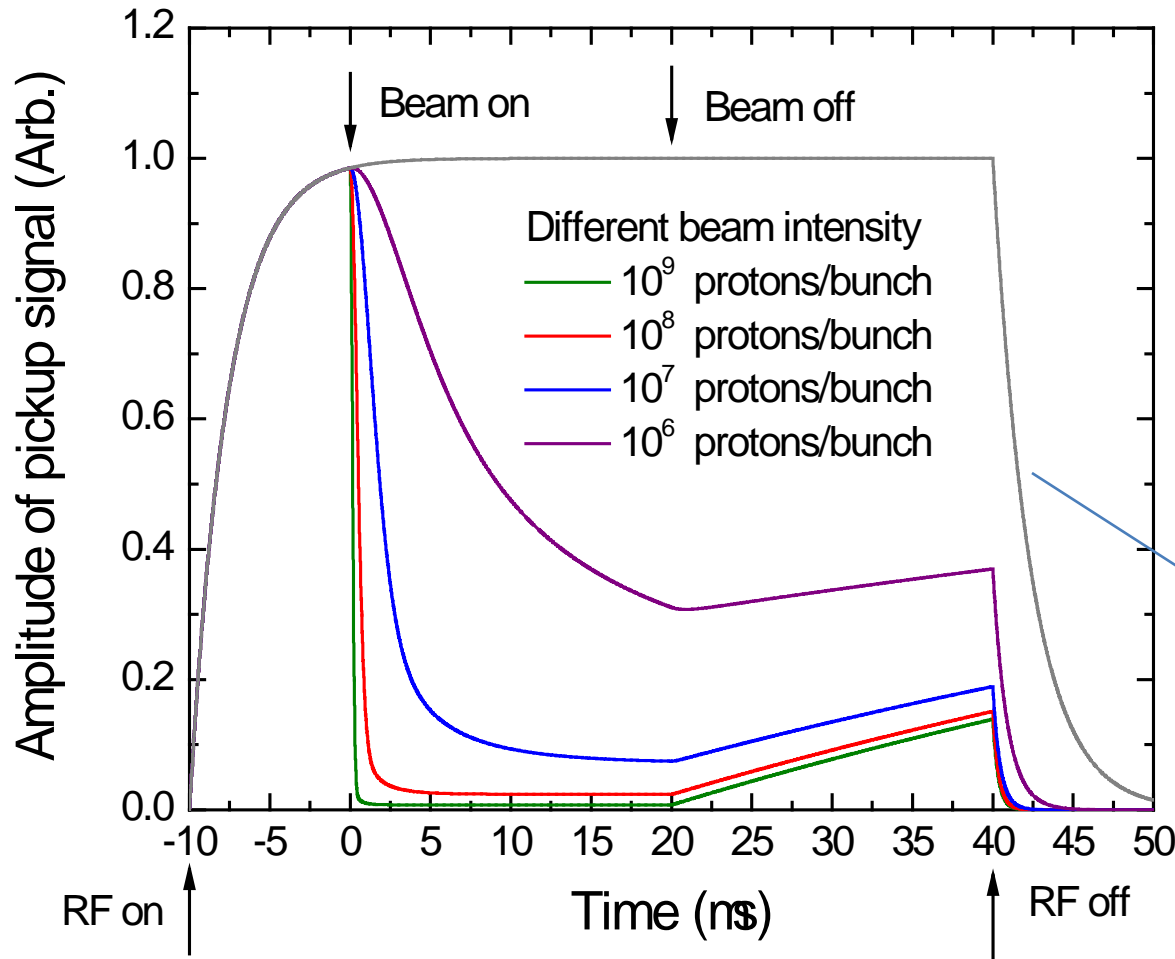 1.2
1.0
0.8
0.6
0.4
0.2
0.0
Amplitude of pickup signal (Arb.)
Beam on
Beam off
Different beam intensity
10⁹ protons/bunch
10⁸ protons/bunch
10⁷ protons/bunch
10⁶ protons/bunch
-10 -5 0 5 10 15 20 25 30 35 40 45 50
RF on
Time (ms)
RF off